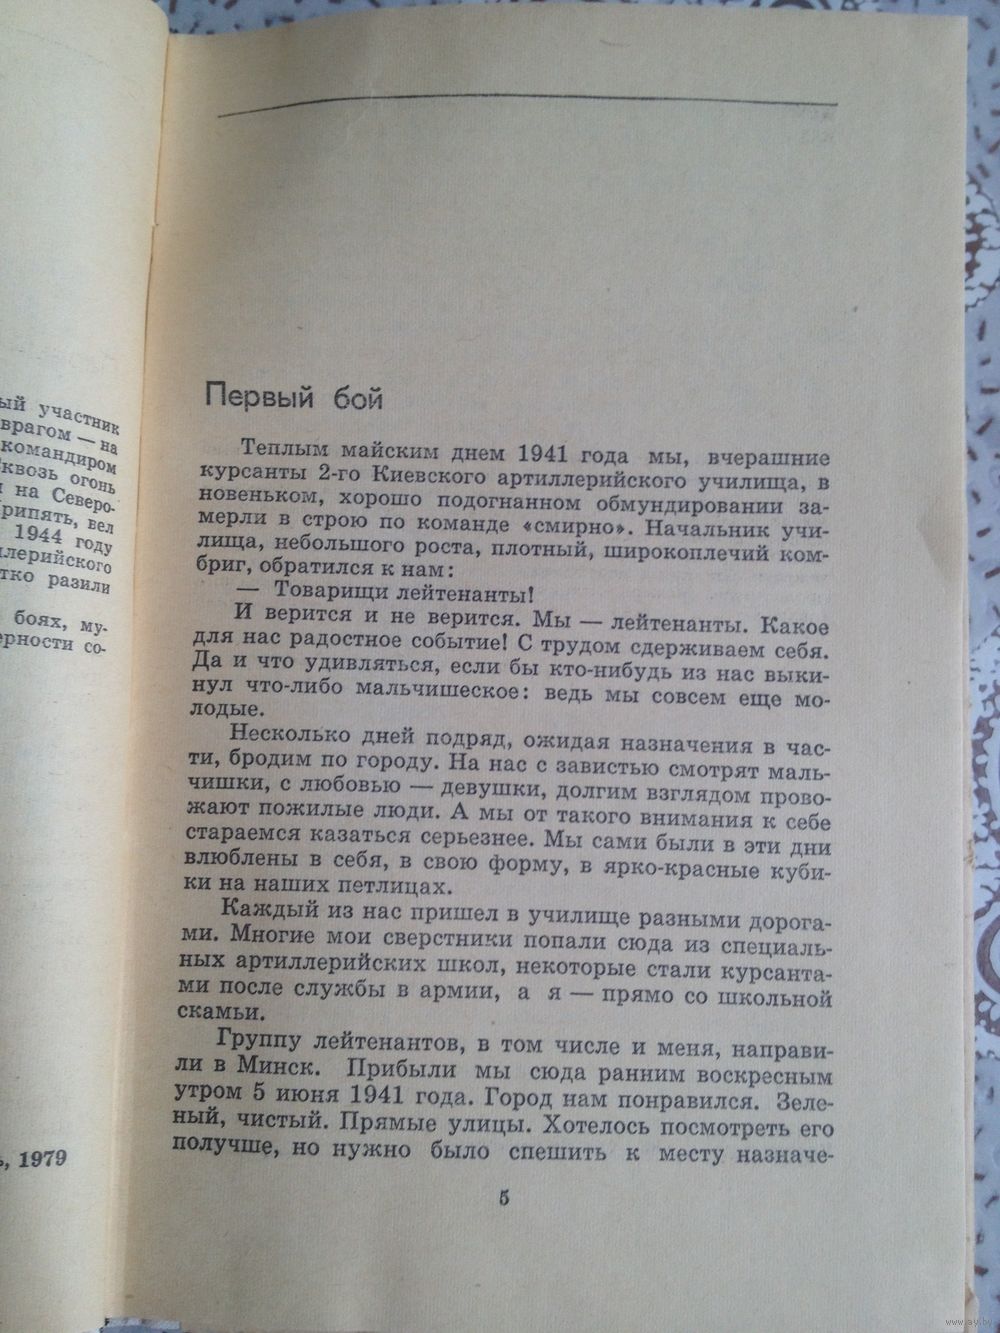 ый участник
врагом — на
командиром
квозь огонь
на Северо-
рипять, вел
1944 году
ллерийского
тко разили
боях, му-
ерности со-
ь, 1979
Первый бой
Теплым майским днем 1941 года мы, вчерашние
курсанты 2-го Киевского артиллерийского училища, в
новеньком, хорошо подогнанном обмундировании за-
мерли в строю по команде «смирно». Начальник учи-
лища, небольшого роста, плотный, широкоплечий ком-
бриг, обратился к нам:
— Товарищи лейтенанты!
И верится и не верится. Мы — лейтенанты. Какое
для нас радостное событие! С трудом сдерживаем себя.
Да и что удивляться, если бы кто-нибудь из нас выки-
нул что-либо мальчишеское: ведь мы совсем еще мо-
лодые.
Несколько дней подряд, ожидая назначения в час-
ти, бродим по городу. На нас с завистью смотрят маль-
чишки, с любовью — девушки, долгим взглядом прово-
жают пожилые люди. А мы от такого внимания к себе
стараемся казаться серьезнее. Мы сами были в эти дни
влюблены в себя, в свою форму, в ярко-красные куби-
ки на наших петлицах.
Каждый из нас пришел в училище разными дорога-
ми. Многие мои сверстники попали сюда из специаль-
ных артиллерийских школ, некоторые стали курсанта-
ми после службы в армии, а я — прямо со школьной
скамьи.
Группу лейтенантов, в том числе и меня, направи-
ли в Минск. Прибыли мы сюда ранним воскресным
утром 5 июня 1941 года. Город нам понравился. Зеле-
ный, чистый. Прямые улицы. Хотелось посмотреть его
получше, но нужно было спешить к месту назначе-
5
www.ay.by